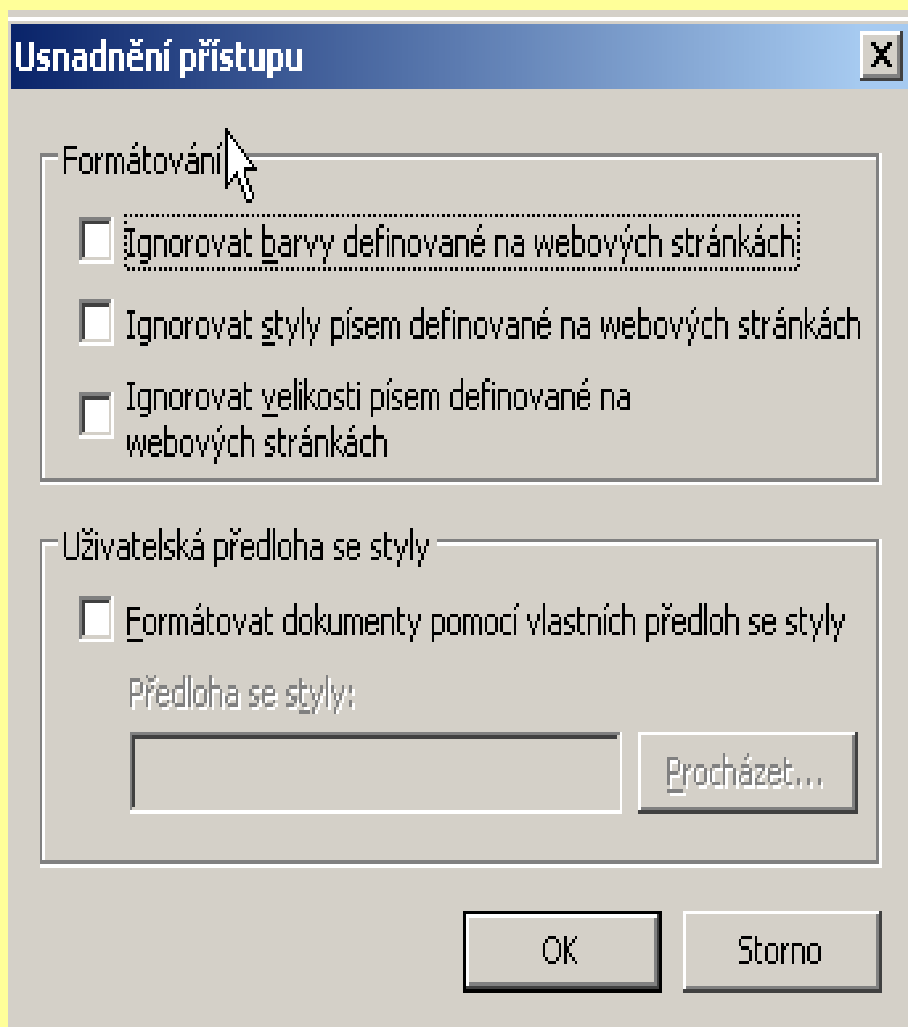 Usnadnění přístupu
Formátování
Ignorovat barvy definované na webových stránkách
Ignorovat styly písem definované na webových stránkách
Ignorovat velikosti písem definované na
webových stránkách
Uživatelská předloha se styly
Formátovat dokumenty pomocí vlastních předloh se styly
Předloha se styly:
Procházet...
OK
Storno